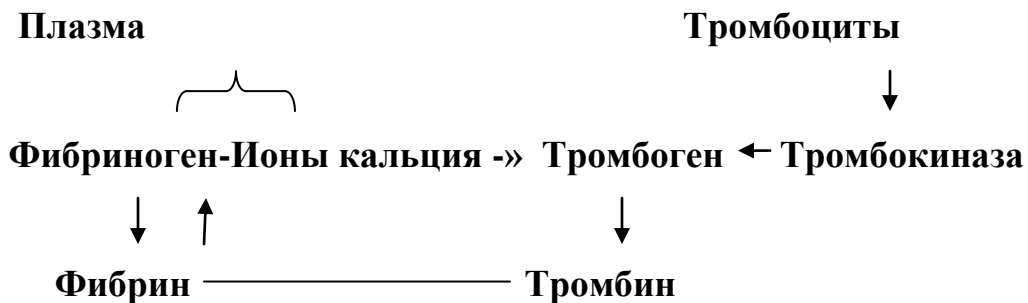 Плазма Тромбоциты
Фибриноген-Ионы кальция -» Тромбоген Тромбокиназа
Фибрин Тромбин